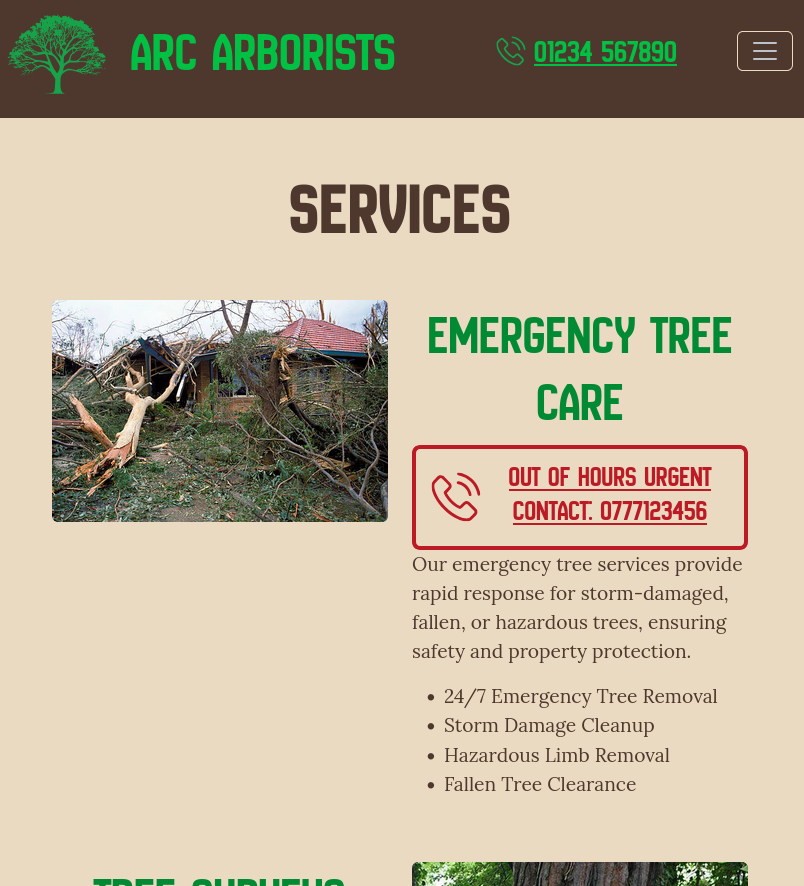 ARC ARBORISTS
01234 567890
SERVICES
EMERGENCY TREE
CARE
OUT OF HOURS URGENT
CONTACT. 0777123456
Our emergency tree services provide
rapid response for storm-damaged,
fallen, or hazardous trees, ensuring
safety and property protection.
• 24/7 Emergency Tree Removal
• Storm Damage Cleanup
• Hazardous Limb Removal
• Fallen Tree Clearance
TREE SURVEYS